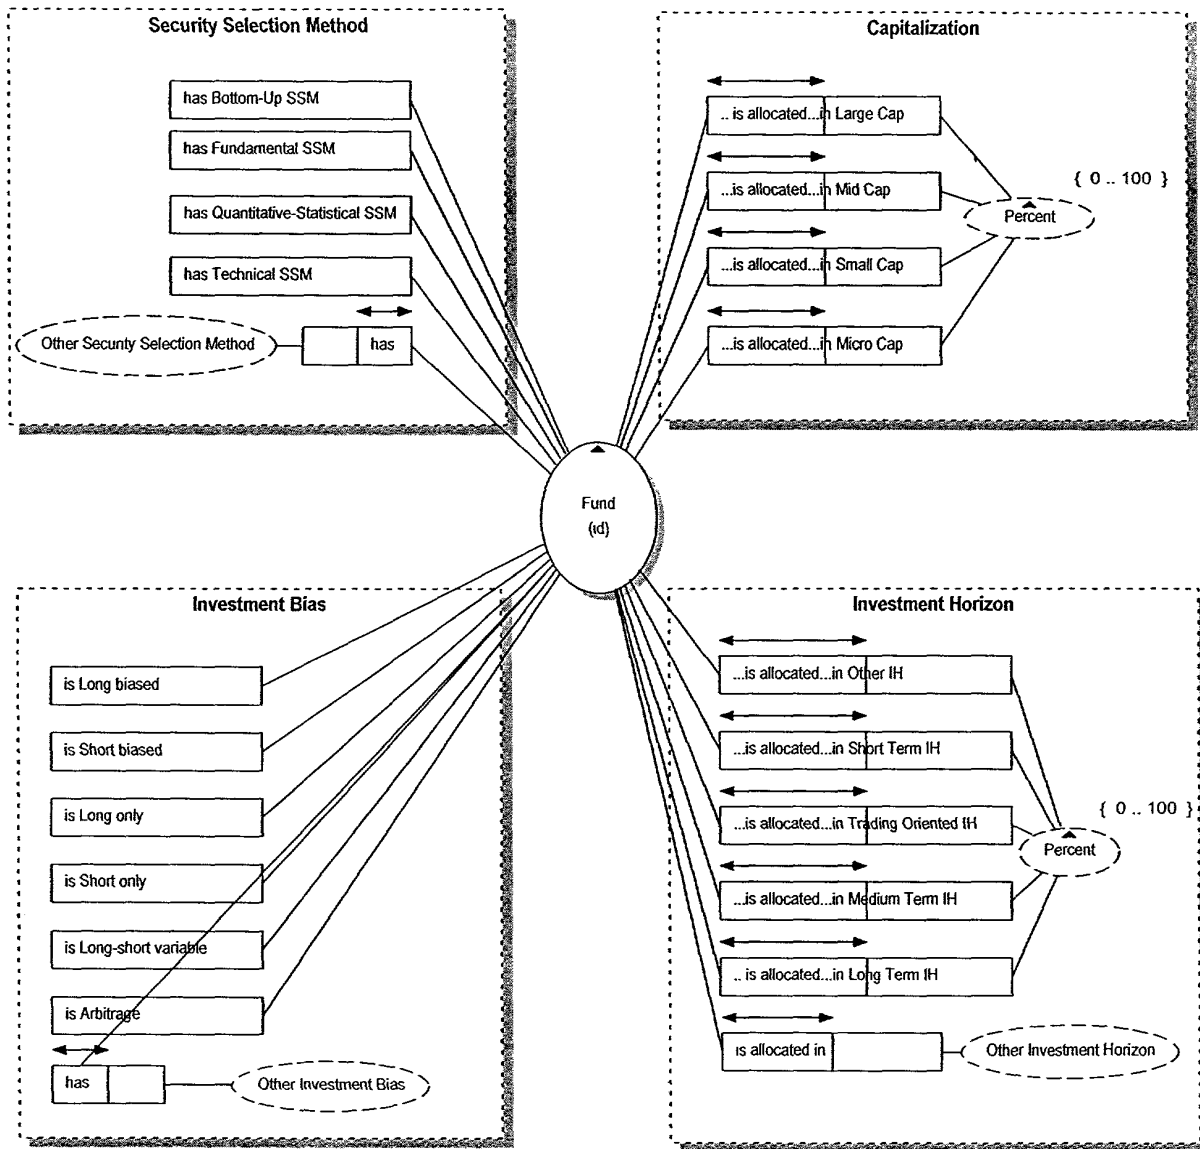 Security Selection Method
has Bottom-Up SSM
has Fundamental SSM
has Quantitative-Statistical SSM
has Technical SSM
Other Security Selection Method
has
Capitalization
.. is allocated...in Large Cap
...is allocated...in Mid Cap
...is allocated...in Small Cap
...is allocated...in Micro Cap
{ 0 .. 100 }
Percent
Fund
(id)
Investment Bias
is Long biased
is Short biased
is Long only
is Short only
is Long-short variable
is Arbitrage
has
Other Investment Bias
Investment Horizon
...is allocated...in Other IH
...is allocated...in Short Term IH
...is allocated...in Trading Oriented IH
...is allocated...in Medium Term IH
.. is allocated...in Long Term IH
is allocated in
Other Investment Horizon
{ 0 .. 100 }
Percent